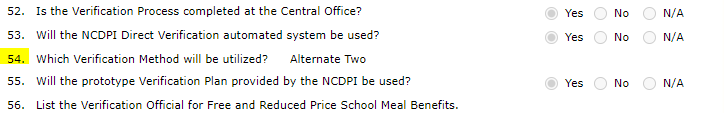 52. Is the Verification Process completed at the Central Office? Yes No N/A
53. Will the NCDPI Direct Verification automated system be used? Yes No N/A
54. Which Verification Method will be utilized? Alternate Two
55. Will the prototype Verification Plan provided by the NCDPI be used? Yes No N/A
56. List the Verification Official for Free and Reduced Price School Meal Benefits.